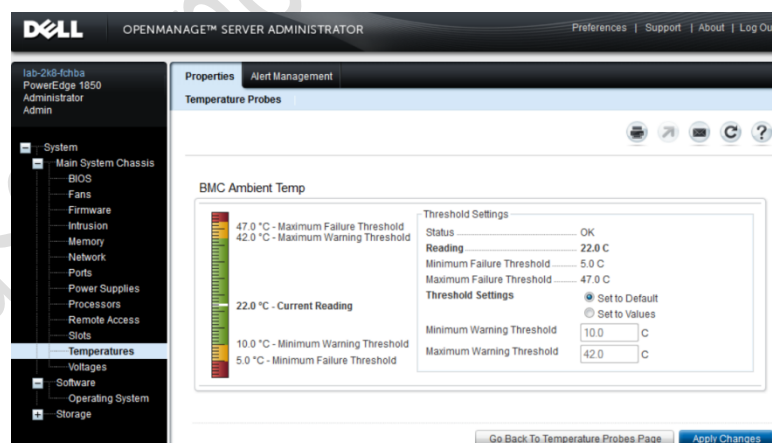 DELL OPENMANAGE™ SERVER ADMINISTRATOR Preferences | Support | About | Log Ou
lab-2k8-fchba
PowerEdge 1850
Administrator
Admin
System
Main System Chassis
BIOS
Fans
Firmware
Intrusion
Memory
Network
Ports
Power Supplies
Processors
Remote Access
Slots
Temperatures
Voltages
Software
Operating System
Storage
Properties Alert Management
Temperature Probes
BMC Ambient Temp
47.0 °C - Maximum Failure Threshold
42.0 °C - Maximum Warning Threshold
22.0 °C - Current Reading
10.0 °C - Minimum Warning Threshold
5.0 °C - Minimum Failure Threshold
Threshold Settings
Status OK
Reading 22.0 C
Minimum Failure Threshold 5.0 C
Maximum Failure Threshold 47.0 C
Threshold Settings Set to Default
Set to Values
Minimum Warning Threshold 10.0 C
Maximum Warning Threshold 42.0 C
Go Back To Temperature Probes Page Apply Changes